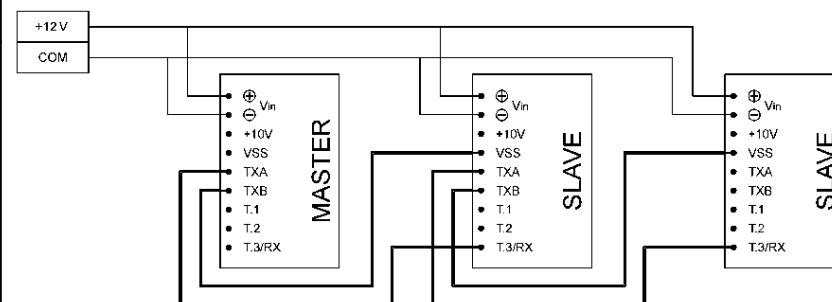 +12V
COM
⊕
Vin
⊖
+10V
VSS
TXA
TXB
T.1
T.2
T.3/RX
MASTER
⊕
Vin
⊖
+10V
VSS
TXA
TXB
T.1
T.2
T.3/RX
SLAVE
⊕
Vin
⊖
+10V
VSS
TXA
TXB
T.1
T.2
T.3/RX
SLAVE